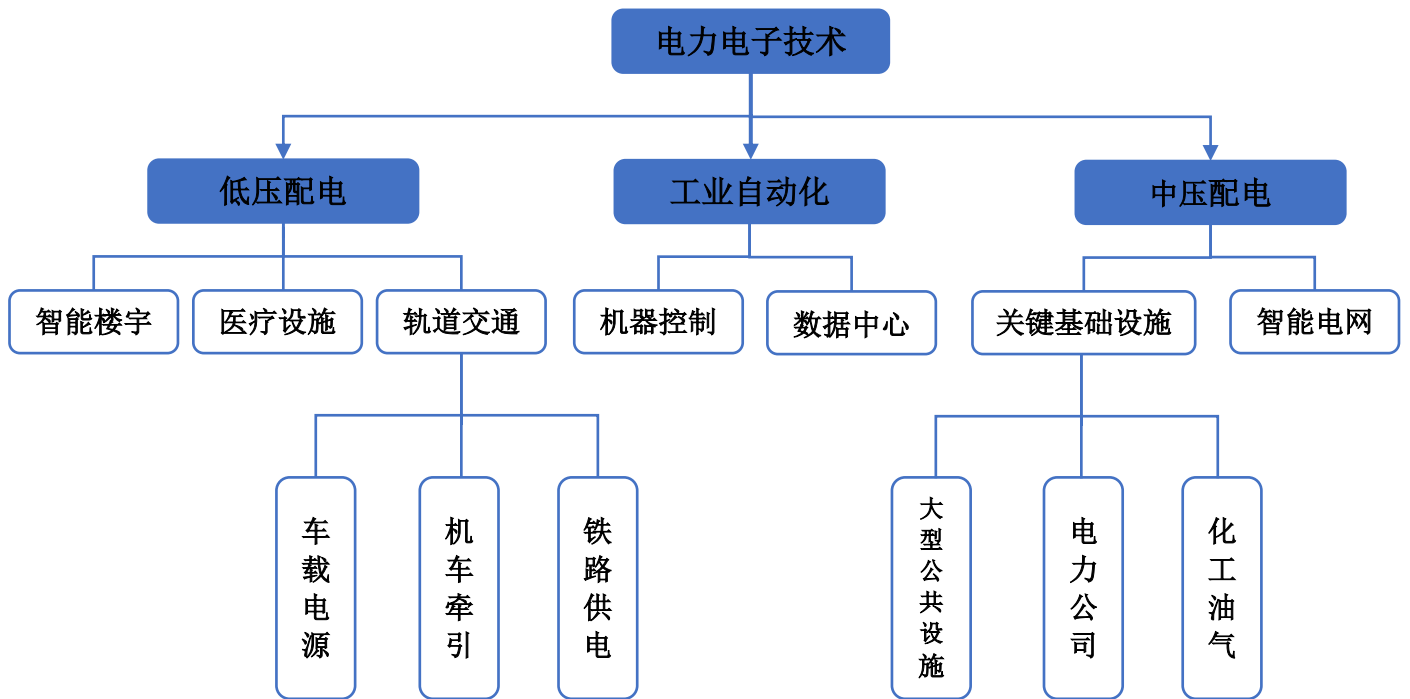 电力电子技术
低压配电
工业自动化
中压配电
智能楼宇
医疗设施
轨道交通
机器控制
数据中心
关键基础设施
智能电网
车载电源
机车牵引
铁路供电
大型公共设施
电力公司
化工油气